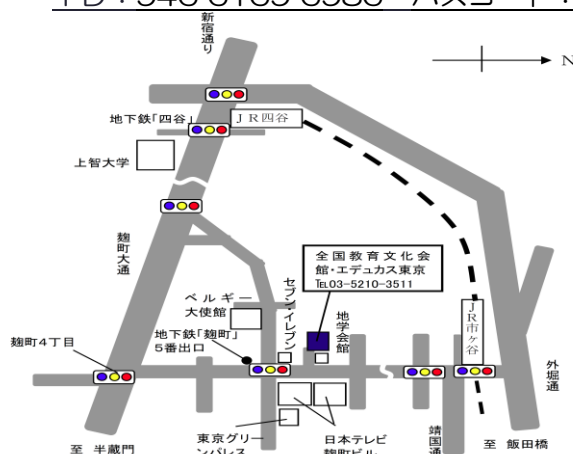 新宿通り
N
地下鉄「四谷」
JR四谷
上智大学
麹町大通
全国教育文化会
館・エデュカス東京
℡03-5210-3511
セブン・イレブン
地学会館
JR市ヶ谷
ベルギー
大使館
地下鉄「麹町」
5番出口
麹町4丁目
外堀通
靖国通
至 半蔵門
東京グリー
ンパレス
日本テレビ
麹町ビル
至 飯田橋